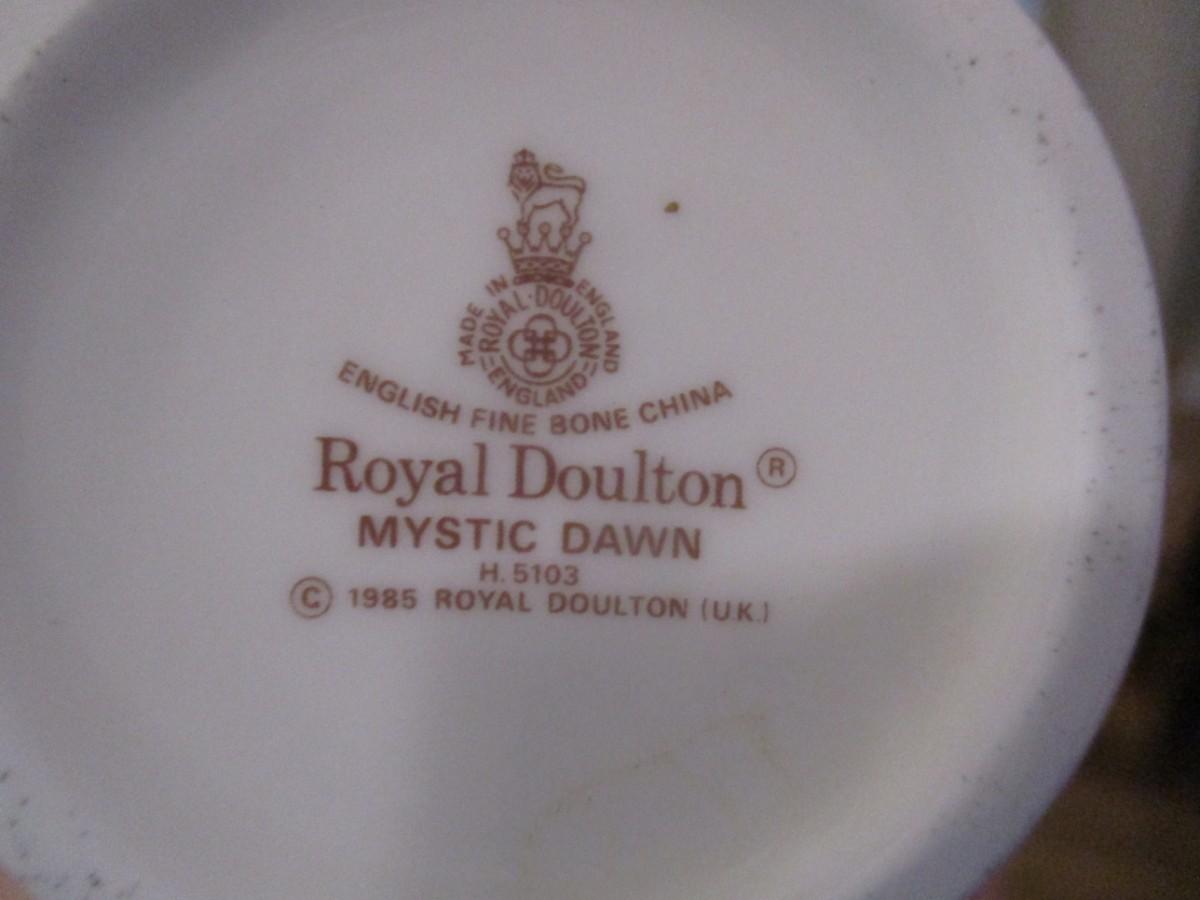 MADE IN ENGLAND
ROYAL·DOULTON
ENGLAND
ENGLISH FINE BONE CHINA
Royal Doulton®
MYSTIC DAWN
H. 5103
© 1985 ROYAL DOULTON (U.K.)